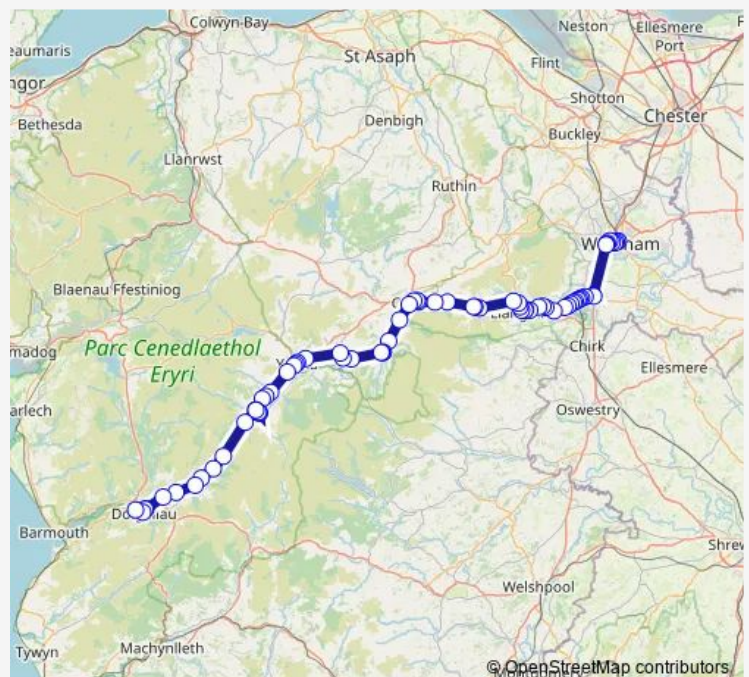 Colwyn Bay
Neston
Ellesmere
Port
eaumaris
St Asaph
Flint
ngor
Shotton
Chester
Bethesda
Denbigh
Buckley
Llanrwst
Ruthin
Blaenau Ffestiniog
Chirk
madog
Parc Cenedlaethol
Eryri
Ellesmere
arlech
Oswestry
Barmouth
Shrew
Welshpool
Tywyn
Machynlleth
© OpenStreetMap contributors